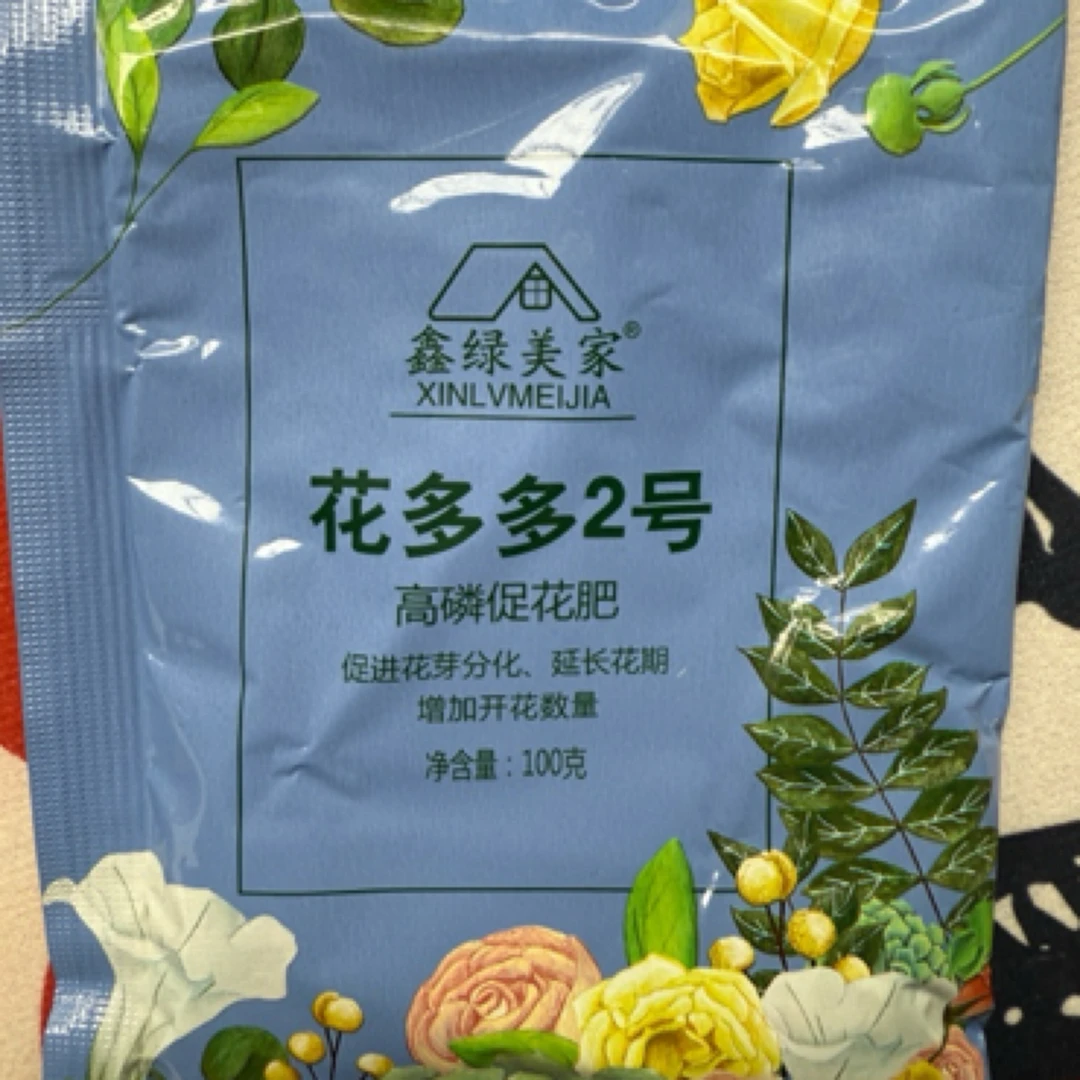 鑫绿美家®
XINLVMEIJIA
花多多2号
高磷促花肥
促进花芽分化、延长花期
增加开花数量
净含量:100克